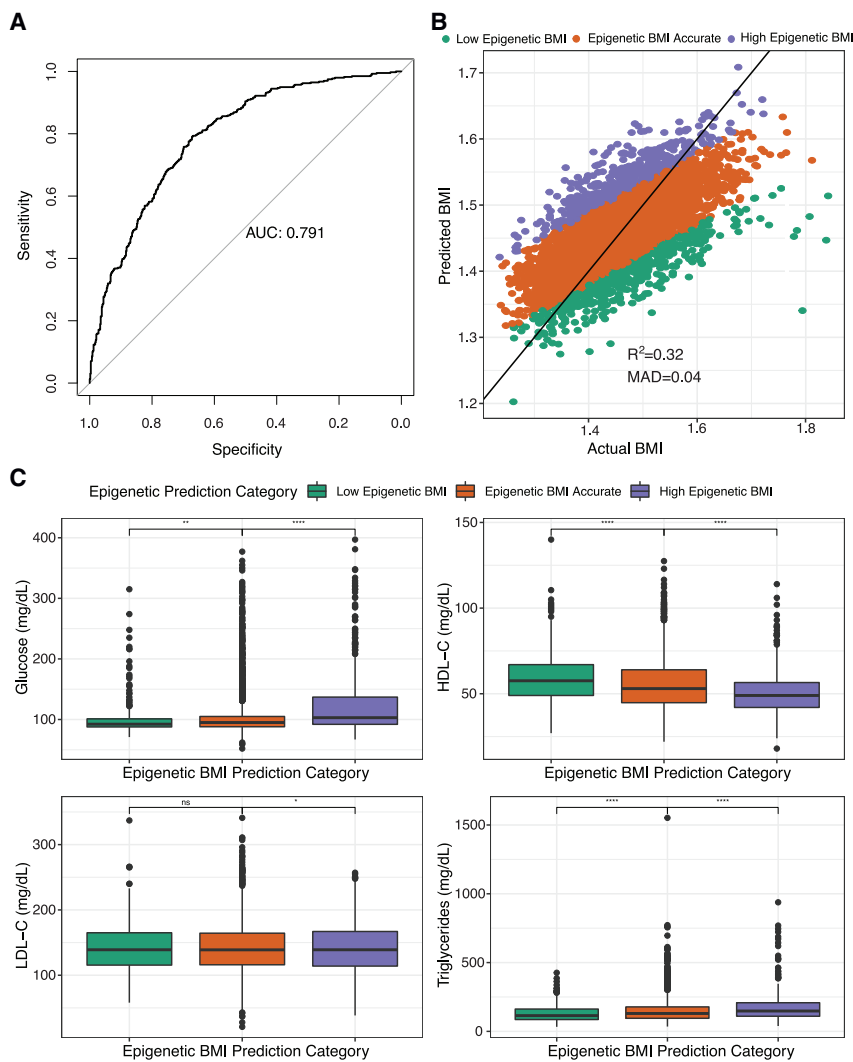 A
1.0
0.8
0.6
0.4
0.2
0.0
Sensitivity
AUC: 0.791
1.0 0.8 0.6 0.4 0.2 0.0
Specificity
B
Low Epigenetic BMI Epigenetic BMI Accurate High Epigenetic BMI
1.7
1.6
1.5
1.4
1.3
1.2
Predicted BMI
R²=0.32
MAD=0.04
1.4 1.6 1.8
Actual BMI
C
Epigenetic Prediction Category Low Epigenetic BMI Epigenetic BMI Accurate High Epigenetic BMI
** ****
400
300
200
100
Glucose (mg/dL)
Epigenetic BMI Prediction Category
**** ****
150
100
50
HDL−C (mg/dL)
Epigenetic BMI Prediction Category
ns *
300
200
100
LDL−C (mg/dL)
Epigenetic BMI Prediction Category
**** ****
1500
1000
500
0
Triglycerides (mg/dL)
Epigenetic BMI Prediction Category